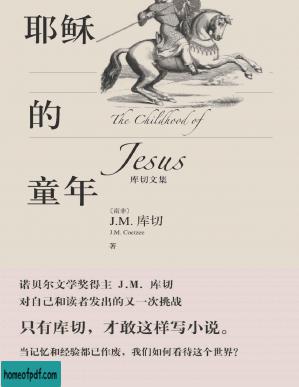 耶稣
的
童年
The Childhood of
Jesus
库切文集
〔南非〕
J.M. 库切
J.M. Coetzee
著
诺贝尔文学奖得主 J.M. 库切
对自己和读者发出的又一次挑战
只有库切，才敢这样写小说。
当记忆和经验都已作废，我们如何看待这个世界？
homeofpdf.com